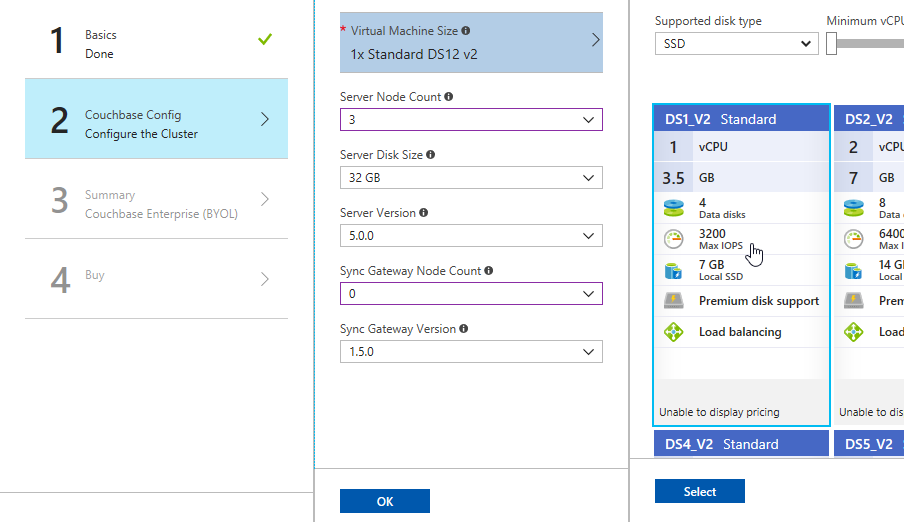 1
Basics
Done
2
Couchbase Config
Configure the Cluster
3
Summary
Couchbase Enterprise (BYOL)
4
Buy
* Virtual Machine Size
1x Standard DS12 v2
Server Node Count
3
Server Disk Size
32 GB
Server Version
5.0.0
Sync Gateway Node Count
0
Sync Gateway Version
1.5.0
OK
Supported disk type
SSD
Minimum vCPU
DS1_V2 Standard
1 vCPU
3.5 GB
4
Data disks
3200
Max IOPS
7 GB
Local SSD
Premium disk support
Load balancing
Unable to display pricing
DS2_V2
2 vCPU
7 GB
8
Data
6400
Max
14 G
Local
Prem
Load
Unable to dis
DS4_V2 Standard
DS5_V2
Select